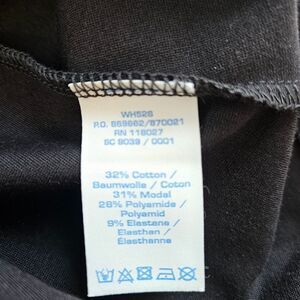 WH526
P.O. 869662/870021
RN 118027
SC 9039 / 0001
32% Cotton /
Baumwolle / Coton
31% Modal
28% Polyamide /
Polyamid
9% Elastane /
Elasthan /
Élasthanne